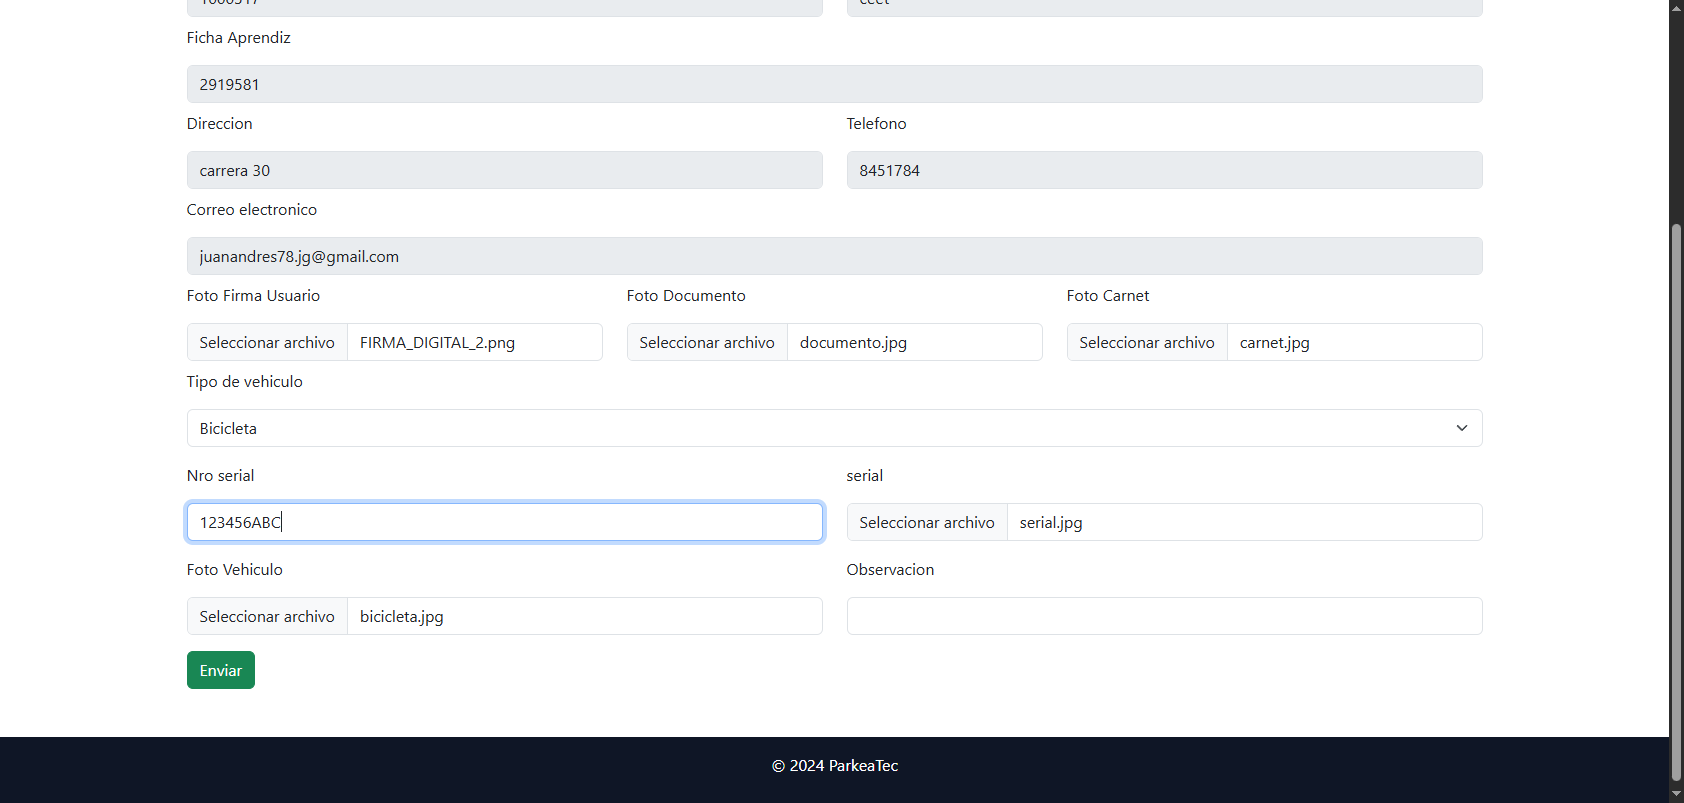 Ficha Aprendiz
2919581
Direccion Telefono
carrera 30 8451784
Correo electronico
juanandres78.jg@gmail.com
Foto Firma Usuario Foto Documento Foto Carnet
Seleccionar archivo FIRMA_DIGITAL_2.png Seleccionar archivo documento.jpg Seleccionar archivo carnet.jpg
Tipo de vehiculo
Bicicleta
Nro serial serial
123456ABC Seleccionar archivo serial.jpg
Foto Vehiculo Observacion
Seleccionar archivo bicicleta.jpg
Enviar
© 2024 ParkeaTec